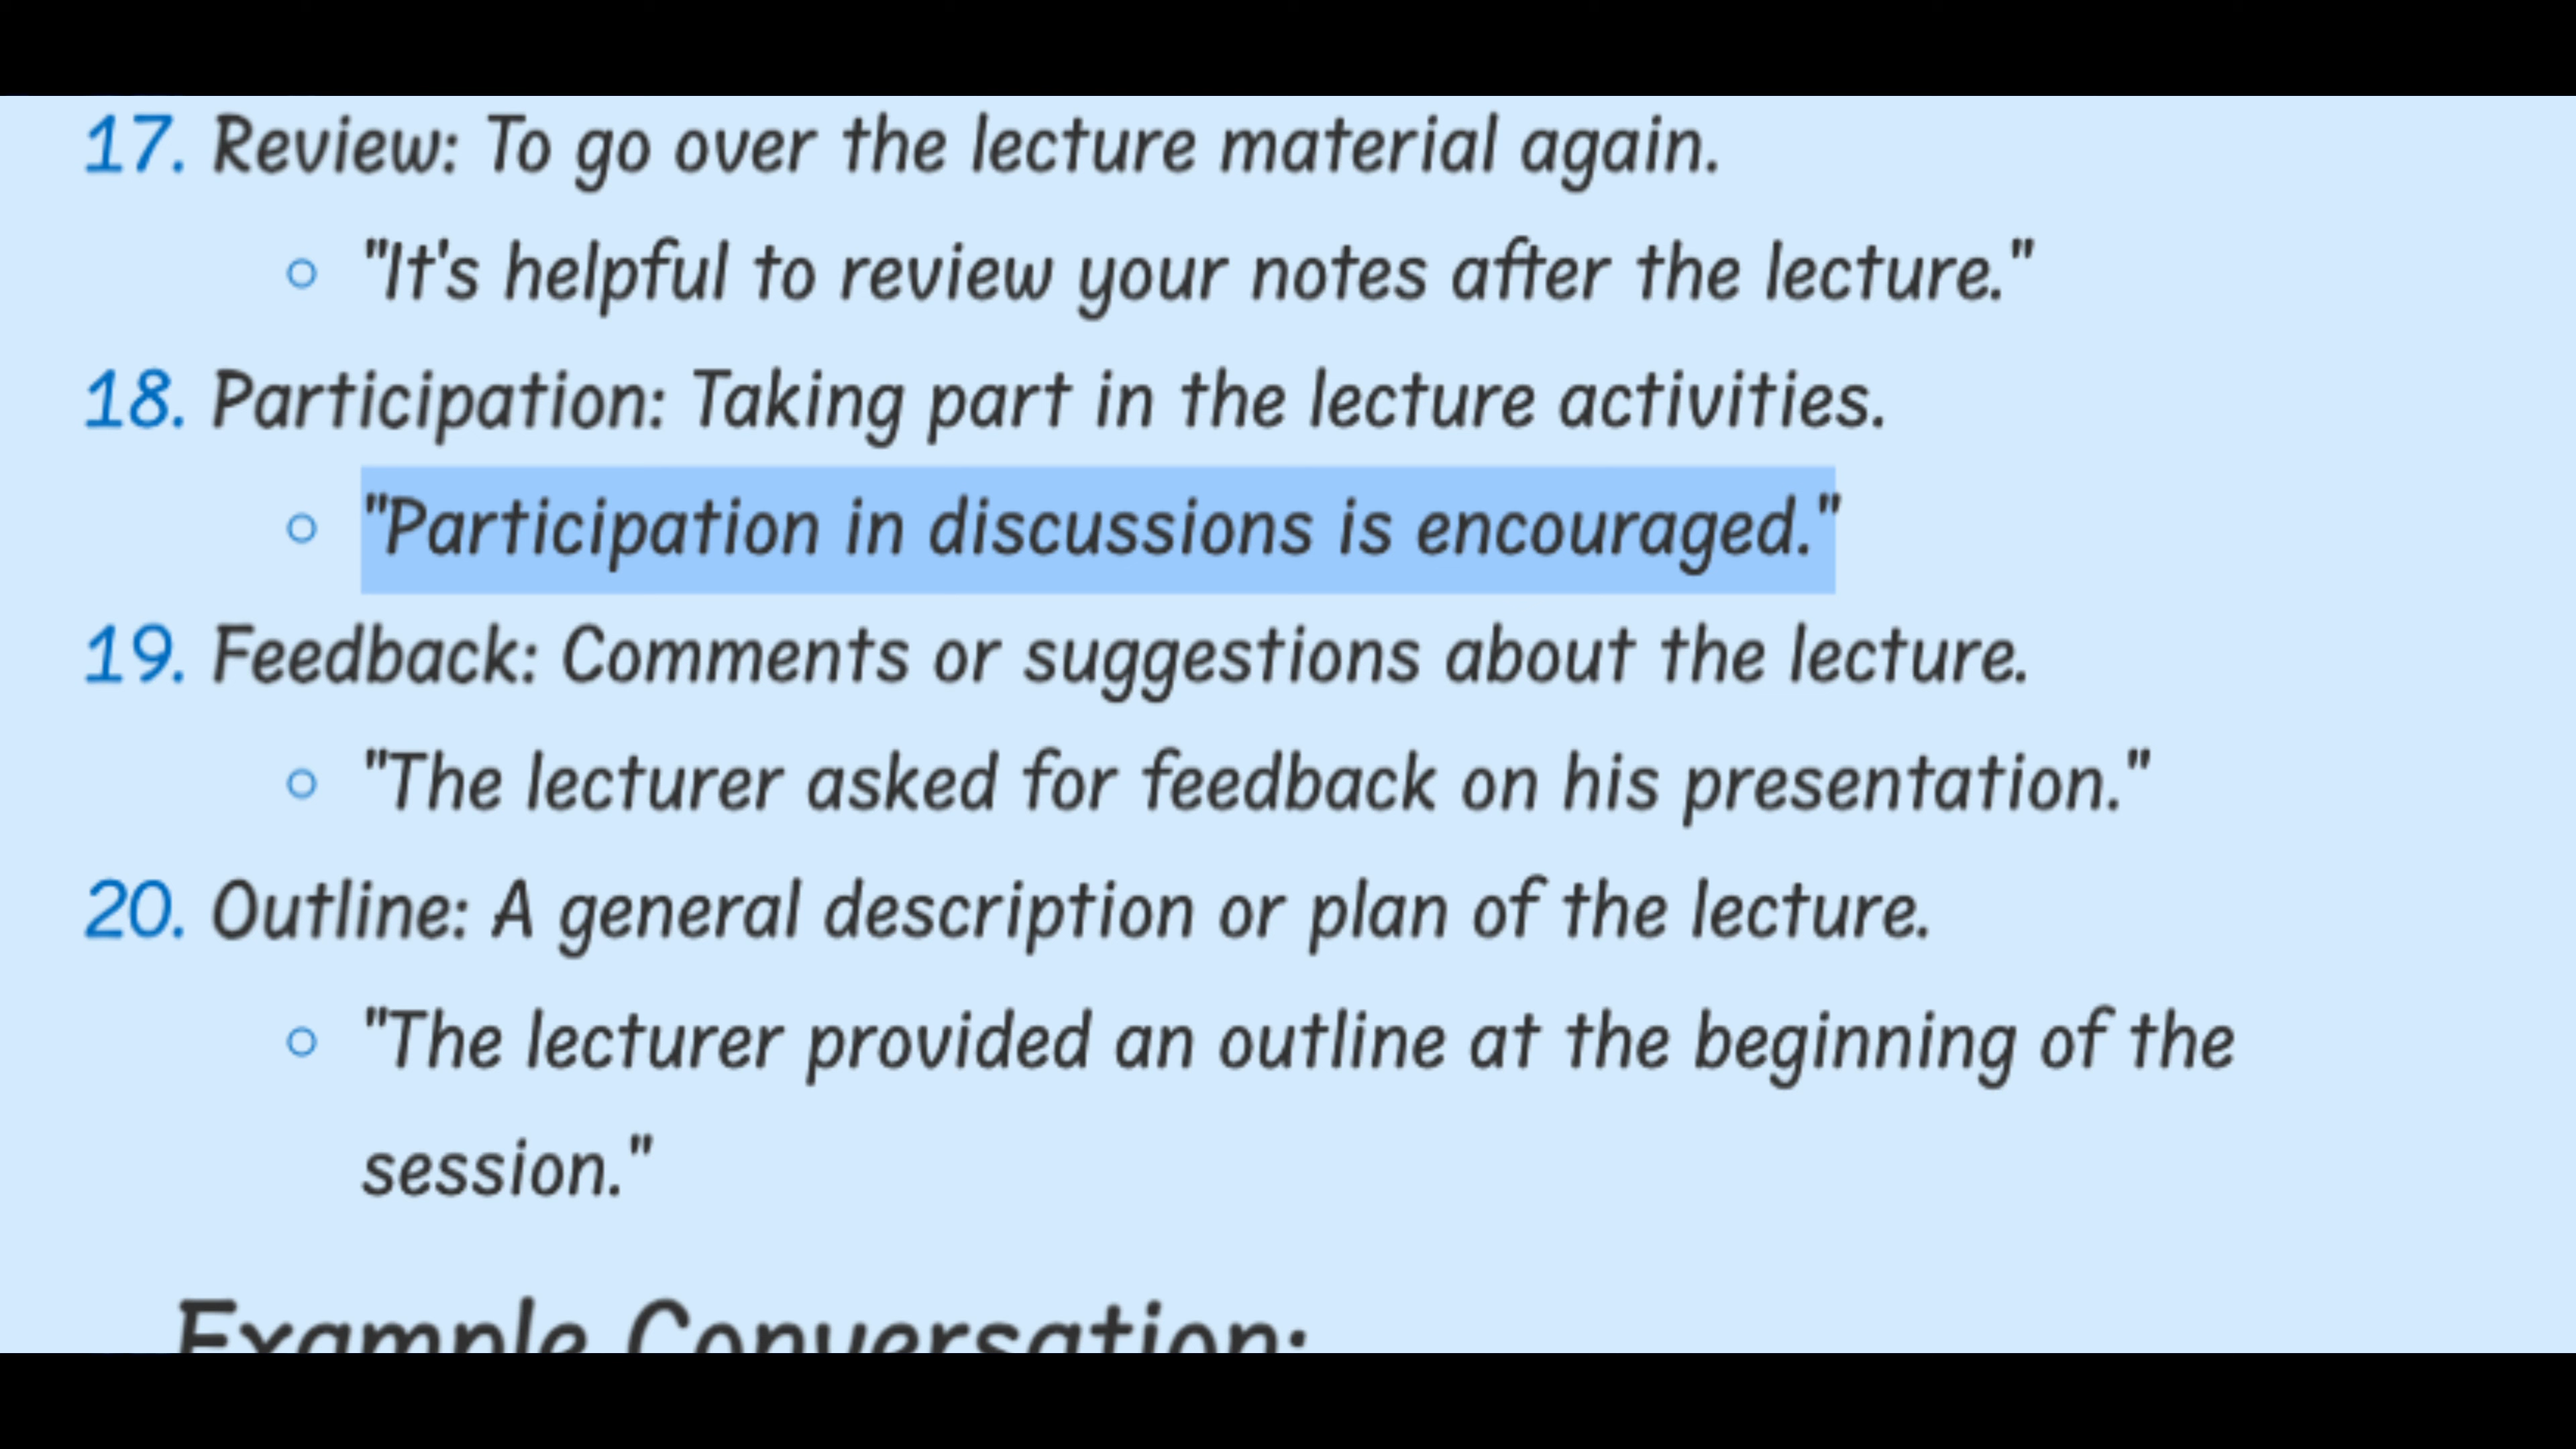 17. Review: To go over the lecture material again.
○ "It's helpful to review your notes after the lecture."
18. Participation: Taking part in the lecture activities.
○ "Participation in discussions is encouraged."
19. Feedback: Comments or suggestions about the lecture.
○ "The lecturer asked for feedback on his presentation."
20. Outline: A general description or plan of the lecture.
○ "The lecturer provided an outline at the beginning of the
session."
Example Conversation: